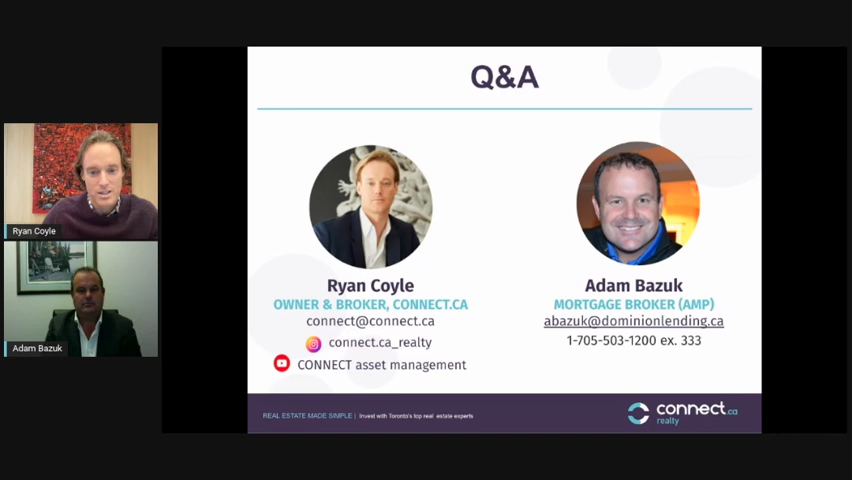 Q&A
Ryan Coyle
Adam Bazuk
Ryan Coyle
OWNER & BROKER, CONNECT.CA
connect@connect.ca
connect.ca_realty
CONNECT asset management
Adam Bazuk
MORTGAGE BROKER (AMP)
abazuk@dominionlending.ca
1-705-503-1200 ex. 333
REAL ESTATE MADE SIMPLE | Invest with Toronto's top real estate experts
connect.ca
realty